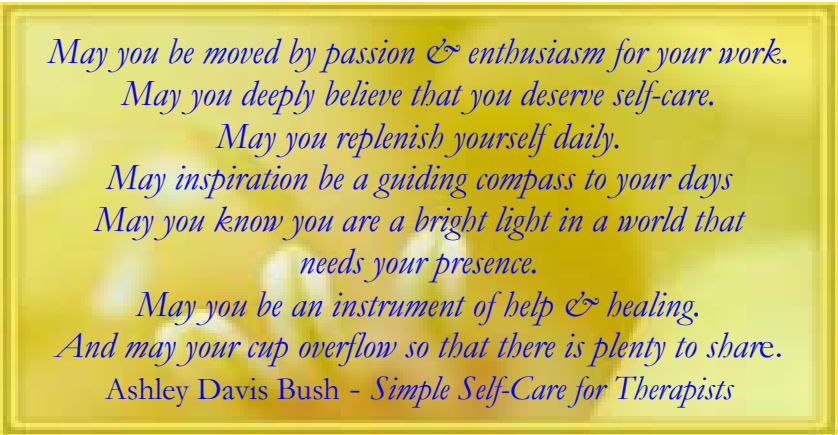 May you be moved by passion & enthusiasm for your work.
May you deeply believe that you deserve self-care.
May you replenish yourself daily.
May inspiration be a guiding compass to your days
May you know you are a bright light in a world that
needs your presence.
May you be an instrument of help & healing.
And may your cup overflow so that there is plenty to share.
Ashley Davis Bush - Simple Self-Care for Therapists